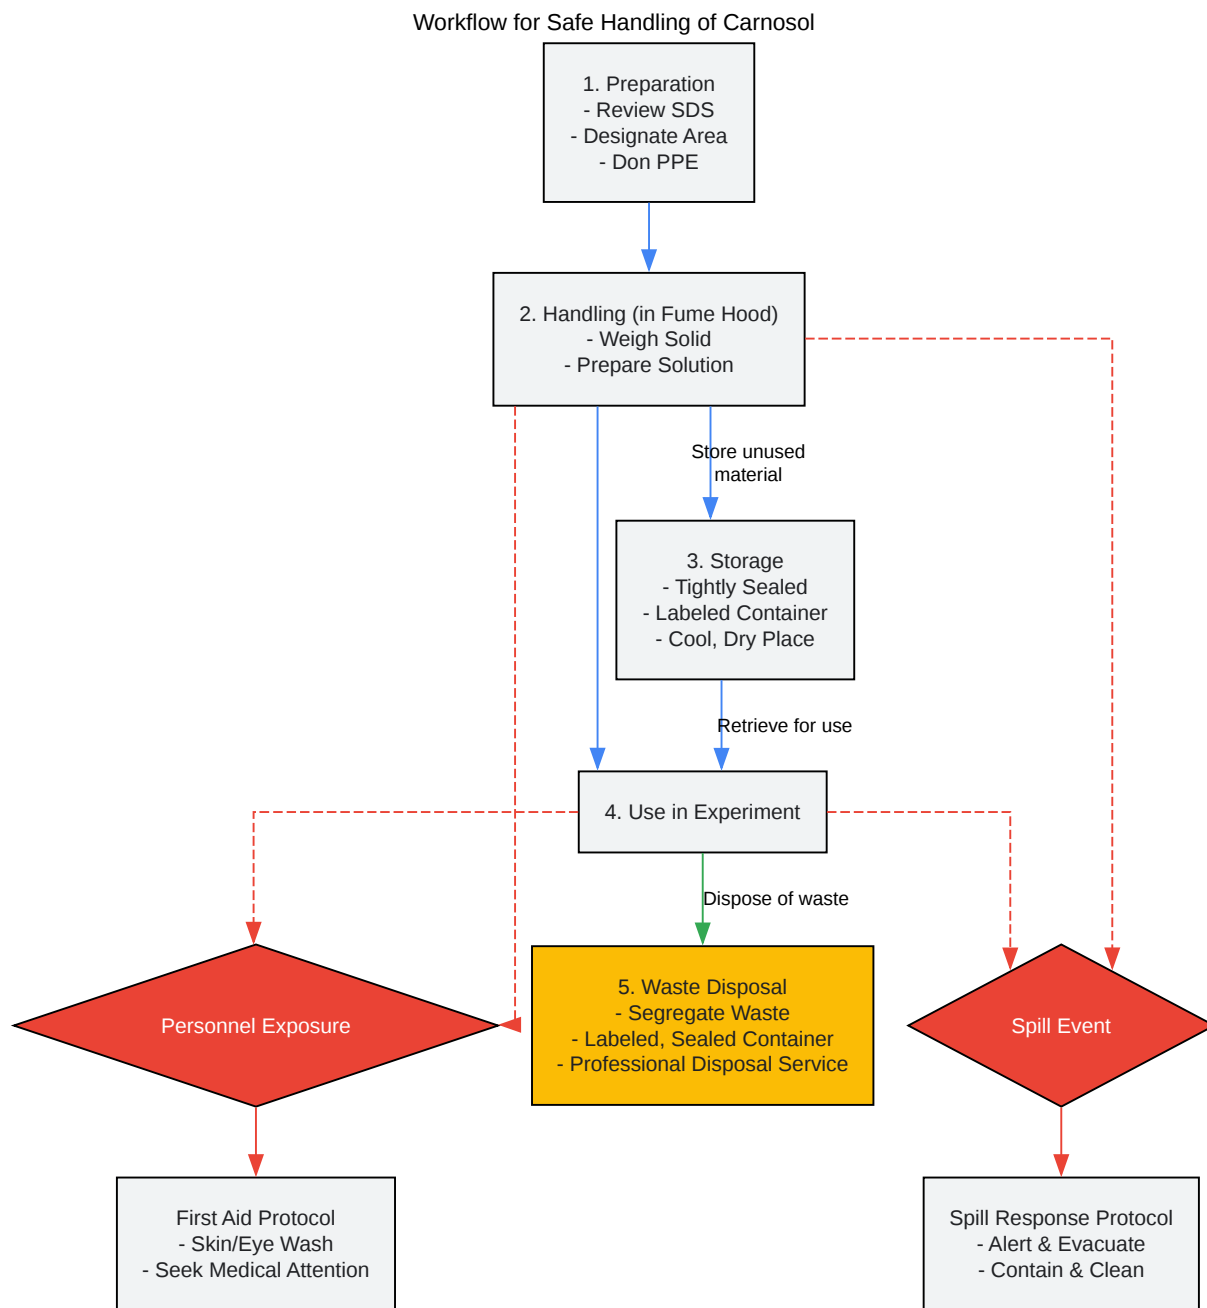 Workflow for Safe Handling of Carnosol
1. Preparation
- Review SDS
- Designate Area
- Don PPE
2. Handling (in Fume Hood)
- Weigh Solid
- Prepare Solution
Store unused
material
3. Storage
- Tightly Sealed
- Labeled Container
- Cool, Dry Place
Retrieve for use
4. Use in Experiment
Dispose of waste
Personnel Exposure
5. Waste Disposal
- Segregate Waste
- Labeled, Sealed Container
- Professional Disposal Service
Spill Event
First Aid Protocol
- Skin/Eye Wash
- Seek Medical Attention
Spill Response Protocol
- Alert & Evacuate
- Contain & Clean